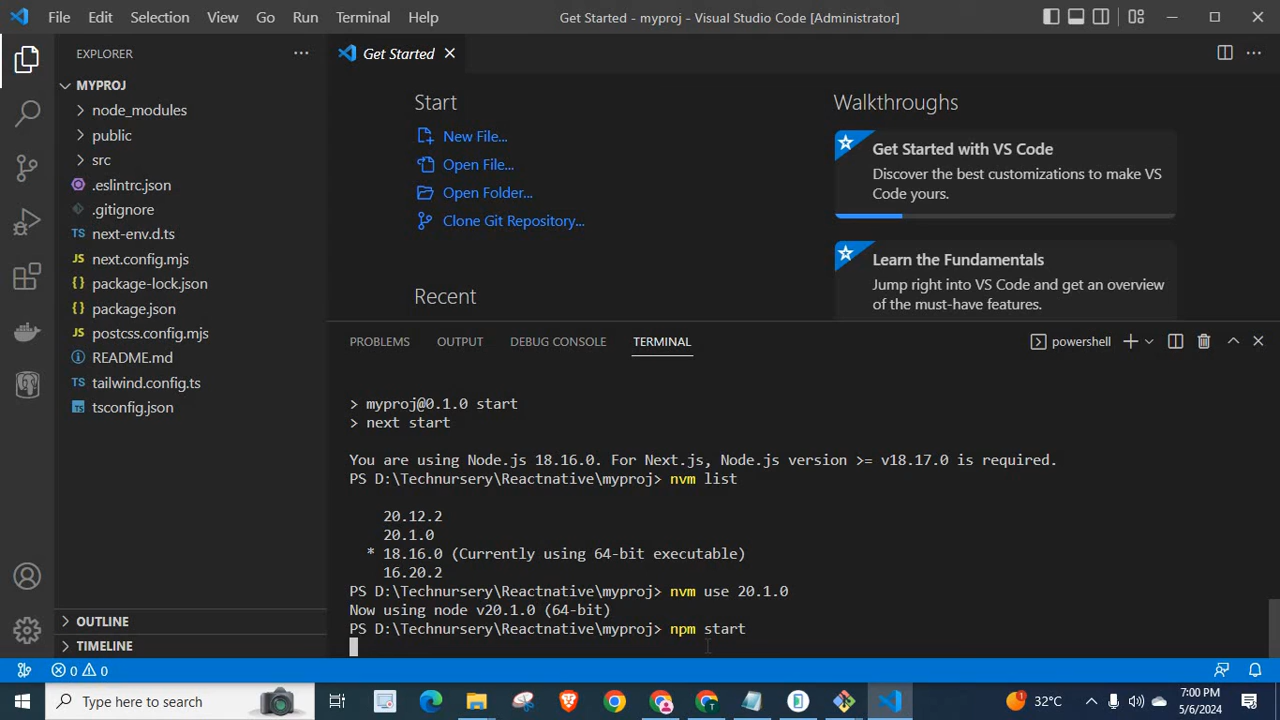 File Edit Selection View Go Run Terminal Help
Get Started - myproj - Visual Studio Code [Administrator]
EXPLORER
MYPROJ
node_modules
public
src
.eslintrc.json
.gitignore
TS next-env.d.ts
JS next.config.mjs
{} package-lock.json
{} package.json
JS postcss.config.mjs
README.md
TS tailwind.config.ts
tsconfig.json
OUTLINE
TIMELINE
Get Started
Start
New File...
Open File...
Open Folder...
Clone Git Repository...
Recent
Walkthroughs
Get Started with VS Code
Discover the best customizations to make VS
Code yours.
Learn the Fundamentals
Jump right into VS Code and get an overview
of the must-have features.
PROBLEMS OUTPUT DEBUG CONSOLE TERMINAL
powershell
> myproj@0.1.0 start
> next start
You are using Node.js 18.16.0. For Next.js, Node.js version >= v18.17.0 is required.
PS D:\Technursery\Reactnative\myproj> nvm list
20.12.2
20.1.0
* 18.16.0 (Currently using 64-bit executable)
16.20.2
PS D:\Technursery\Reactnative\myproj> nvm use 20.1.0
Now using node v20.1.0 (64-bit)
PS D:\Technursery\Reactnative\myproj> npm start
0 0
Type here to search
1
32°C
7:00 PM
5/6/2024